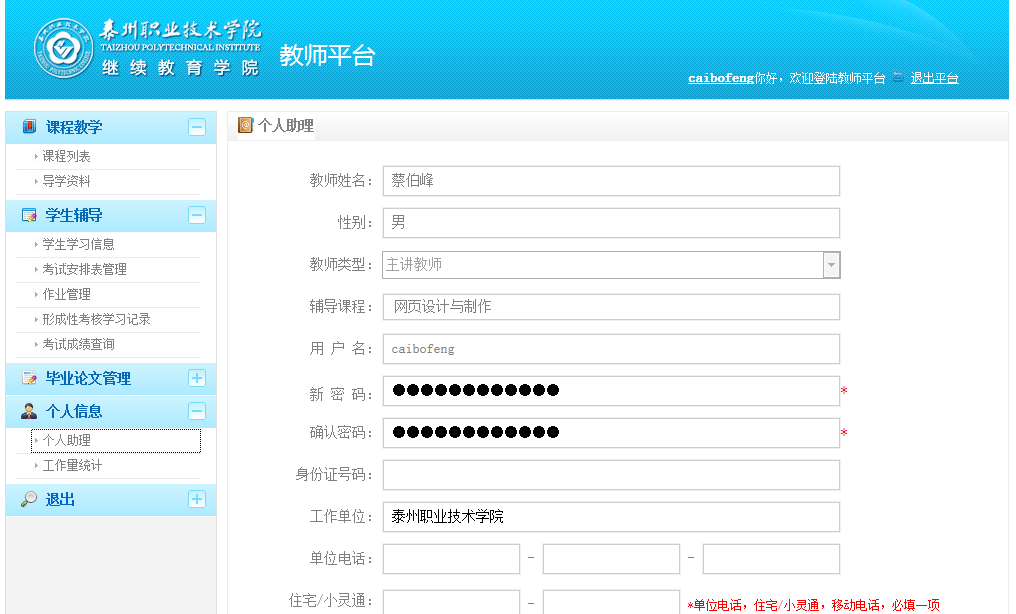 泰州职业技术学院
TAIZHOU POLYTECHNICAL INSTITUTE
继续教育学院
教师平台
caibofeng你好，欢迎登陆教师平台 退出平台
课程教学
课程列表
导学资料
学生辅导
学生学习信息
考试安排表管理
作业管理
形成性考核学习记录
考试成绩查询
毕业论文管理
个人信息
个人助理
工作量统计
退出
个人助理
教师姓名： 蔡伯峰
性别： 男
教师类型： 主讲教师
辅导课程： 网页设计与制作
用 户 名： caibofeng
新 密 码： ●●●●●●●●●●●● *
确认密码： ●●●●●●●●●●●● *
身份证号码：
工作单位： 泰州职业技术学院
单位电话： - -
住宅/小灵通： - *单位电话，住宅/小灵通，移动电话，必填一项